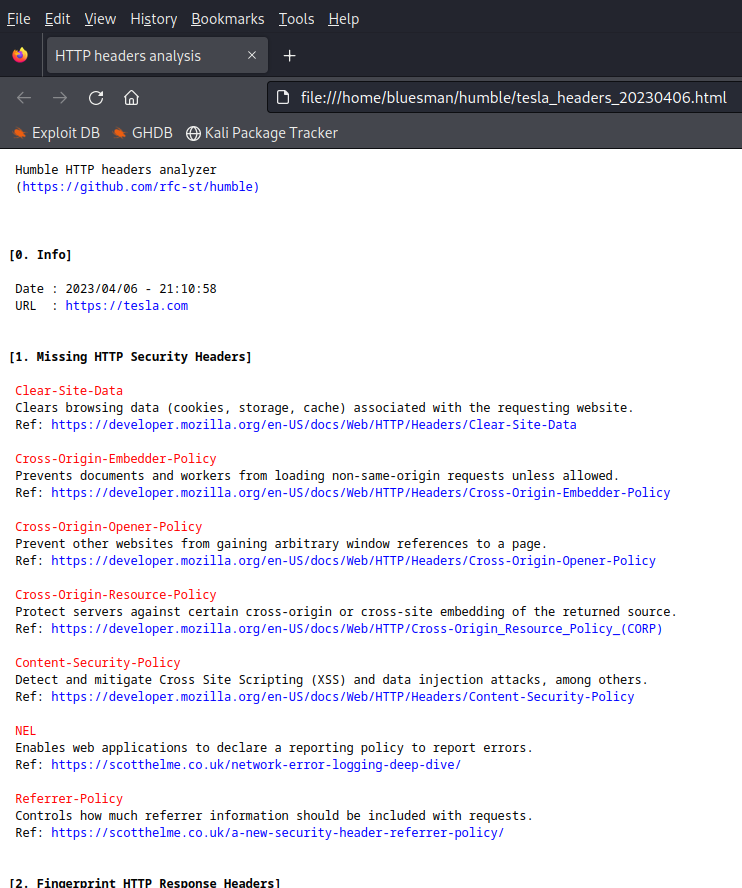 File Edit View History Bookmarks Tools Help
HTTP headers analysis × +
file:///home/bluesman/humble/tesla_headers_20230406.html
Exploit DB GHDB Kali Package Tracker
Humble HTTP headers analyzer
(https://github.com/rfc-st/humble)
[0. Info]
Date : 2023/04/06 - 21:10:58
URL : https://tesla.com
[1. Missing HTTP Security Headers]
Clear-Site-Data
Clears browsing data (cookies, storage, cache) associated with the requesting website.
Ref: https://developer.mozilla.org/en-US/docs/Web/HTTP/Headers/Clear-Site-Data
Cross-Origin-Embedder-Policy
Prevents documents and workers from loading non-same-origin requests unless allowed.
Ref: https://developer.mozilla.org/en-US/docs/Web/HTTP/Headers/Cross-Origin-Embedder-Policy
Cross-Origin-Opener-Policy
Prevent other websites from gaining arbitrary window references to a page.
Ref: https://developer.mozilla.org/en-US/docs/Web/HTTP/Headers/Cross-Origin-Opener-Policy
Cross-Origin-Resource-Policy
Protect servers against certain cross-origin or cross-site embedding of the returned source.
Ref: https://developer.mozilla.org/en-US/docs/Web/HTTP/Cross-Origin_Resource_Policy_(CORP)
Content-Security-Policy
Detect and mitigate Cross Site Scripting (XSS) and data injection attacks, among others.
Ref: https://developer.mozilla.org/en-US/docs/Web/HTTP/Headers/Content-Security-Policy
NEL
Enables web applications to declare a reporting policy to report errors.
Ref: https://scotthelme.co.uk/network-error-logging-deep-dive/
Referrer-Policy
Controls how much referrer information should be included with requests.
Ref: https://scotthelme.co.uk/a-new-security-header-referrer-policy/
[2. Fingerprint HTTP Response Headers]